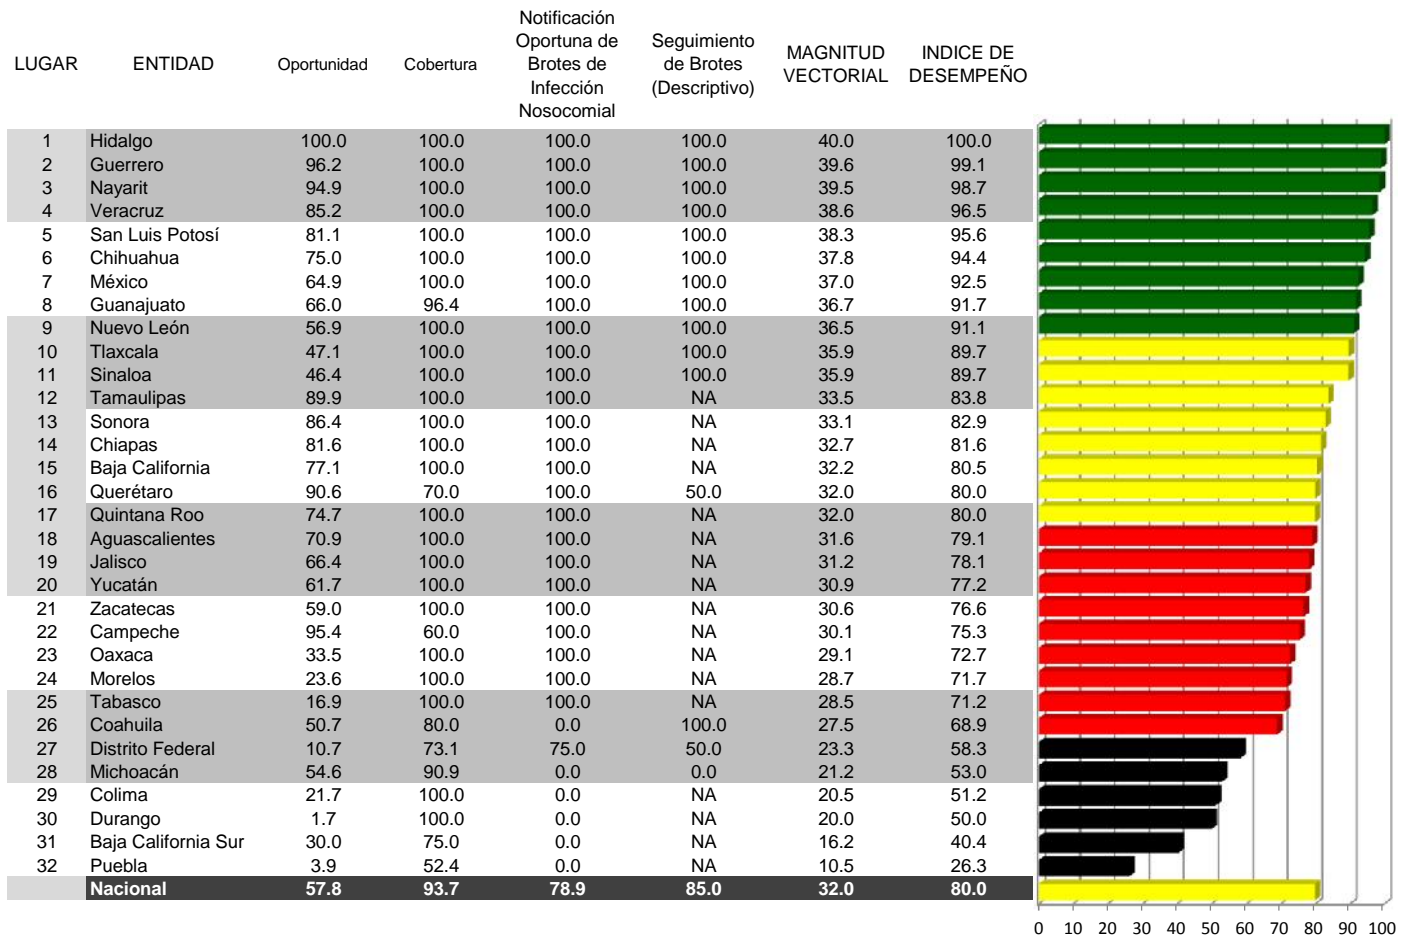 LUGAR ENTIDAD Oportunidad Cobertura Notificación Oportuna de Brotes de Infección Nosocomial Seguimiento de Brotes (Descriptivo) MAGNITUD VECTORIAL INDICE DE DESEMPEÑO
1 Hidalgo 100.0 100.0 100.0 100.0 40.0 100.0
2 Guerrero 96.2 100.0 100.0 100.0 39.6 99.1
3 Nayarit 94.9 100.0 100.0 100.0 39.5 98.7
4 Veracruz 85.2 100.0 100.0 100.0 38.6 96.5
5 San Luis Potosí 81.1 100.0 100.0 100.0 38.3 95.6
6 Chihuahua 75.0 100.0 100.0 100.0 37.8 94.4
7 México 64.9 100.0 100.0 100.0 37.0 92.5
8 Guanajuato 66.0 96.4 100.0 100.0 36.7 91.7
9 Nuevo León 56.9 100.0 100.0 100.0 36.5 91.1
10 Tlaxcala 47.1 100.0 100.0 100.0 35.9 89.7
11 Sinaloa 46.4 100.0 100.0 100.0 35.9 89.7
12 Tamaulipas 89.9 100.0 100.0 NA 33.5 83.8
13 Sonora 86.4 100.0 100.0 NA 33.1 82.9
14 Chiapas 81.6 100.0 100.0 NA 32.7 81.6
15 Baja California 77.1 100.0 100.0 NA 32.2 80.5
16 Querétaro 90.6 70.0 100.0 50.0 32.0 80.0
17 Quintana Roo 74.7 100.0 100.0 NA 32.0 80.0
18 Aguascalientes 70.9 100.0 100.0 NA 31.6 79.1
19 Jalisco 66.4 100.0 100.0 NA 31.2 78.1
20 Yucatán 61.7 100.0 100.0 NA 30.9 77.2
21 Zacatecas 59.0 100.0 100.0 NA 30.6 76.6
22 Campeche 95.4 60.0 100.0 NA 30.1 75.3
23 Oaxaca 33.5 100.0 100.0 NA 29.1 72.7
24 Morelos 23.6 100.0 100.0 NA 28.7 71.7
25 Tabasco 16.9 100.0 100.0 NA 28.5 71.2
26 Coahuila 50.7 80.0 0.0 100.0 27.5 68.9
27 Distrito Federal 10.7 73.1 75.0 50.0 23.3 58.3
28 Michoacán 54.6 90.9 0.0 0.0 21.2 53.0
29 Colima 21.7 100.0 0.0 NA 20.5 51.2
30 Durango 1.7 100.0 0.0 NA 20.0 50.0
31 Baja California Sur 30.0 75.0 0.0 NA 16.2 40.4
32 Puebla 3.9 52.4 0.0 NA 10.5 26.3
Nacional 57.8 93.7 78.9 85.0 32.0 80.0
0 10 20 30 40 50 60 70 80 90 100